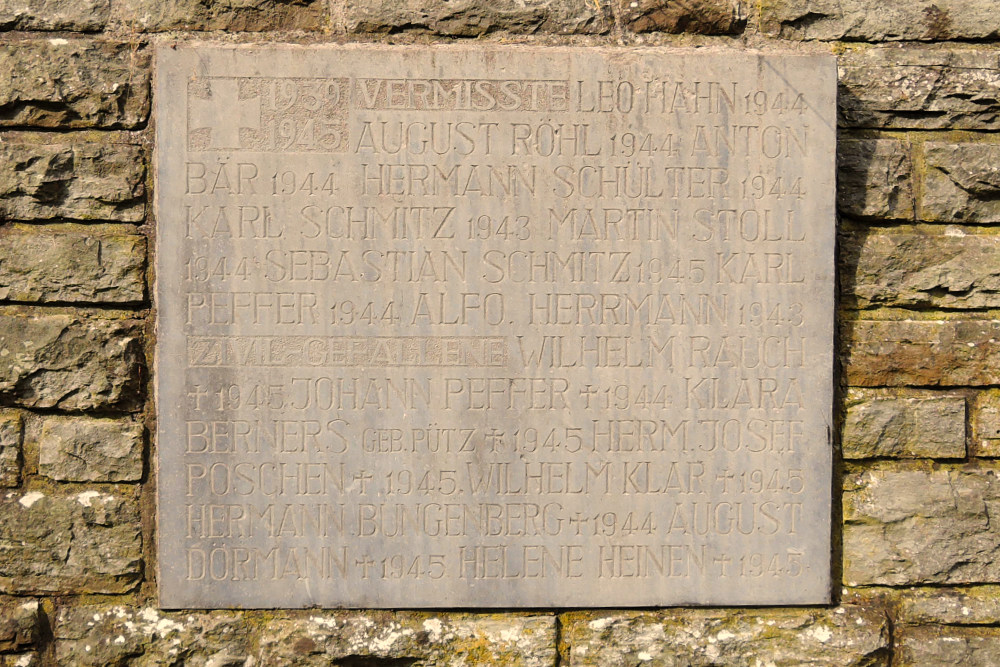 1939 VERMISSTE LEO HAHN 1944
1945 AUGUST RÖHL 1944 ANTON
BÄR 1944 HERMANN SCHÜLTER 1944
KARL SCHMITZ 1943 MARTIN STOLL
1944 SEBASTIAN SCHMITZ 1945 KARL
PEFFER 1944 ALFO. HERRMANN 1943
ZIVIL-GEFALLENE WILHELM RAUCH
✝1945. JOHANN PEFFER ✝1944 KLARA
BERNERS GEB. PÜTZ ✝1945 HERM. JOSEF
POSCHEN ✝1945. WILHELM KLAR ✝1945
HERMANN BUNGENBERG ✝1944 AUGUST
DÖRMANN ✝1945 HELENE HEINEN ✝1945